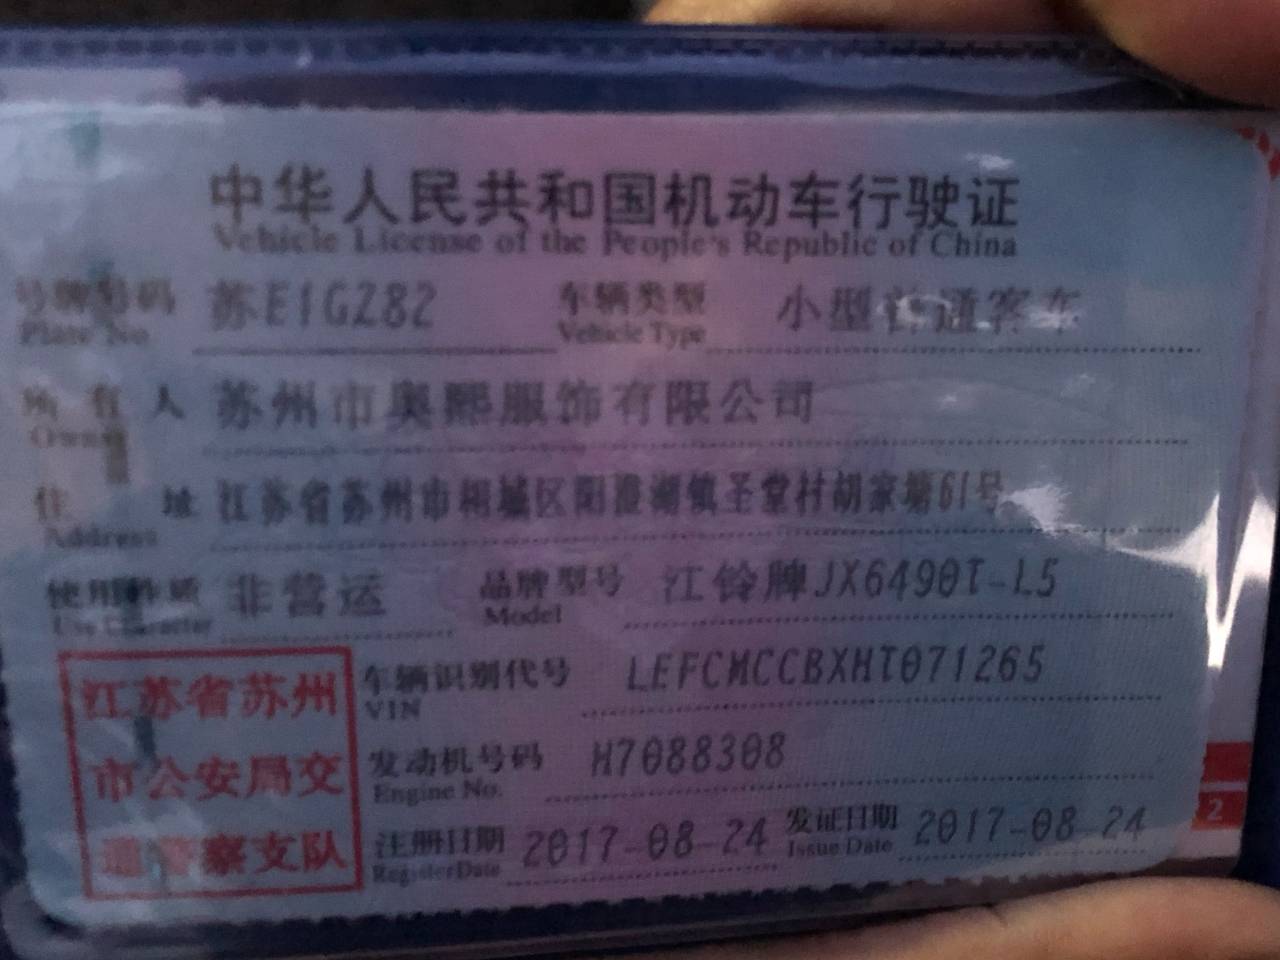 中华人民共和国机动车行驶证
Vehicle License of the People's Republic of China
号牌号码 苏E1GZ82 车辆类型 小型普通客车
Plate No. Vehicle Type
所有人 苏州市奥熙服饰有限公司
Owner
住址 江苏省苏州市相城区阳澄湖镇圣堂村胡家塘61号
Address
使用性质 非营运 品牌型号 江铃牌JX6490T-L5
Use Character Model
江苏省苏州
市公安局交
通警察支队
车辆识别代号 LEFCMCCBXHT071265
VIN
发动机号码 H7088308
Engine No.
注册日期 2017-08-24 发证日期 2017-08-24
Register Date Issue Date
2